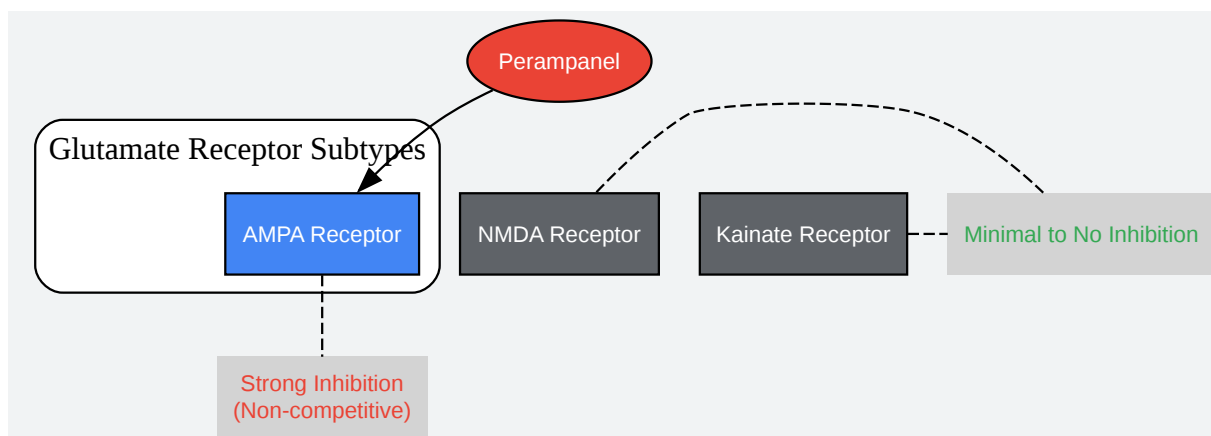 Perampanel
Glutamate Receptor Subtypes
AMPA Receptor
NMDA Receptor
Kainate Receptor
Minimal to No Inhibition
Strong Inhibition
(Non-competitive)